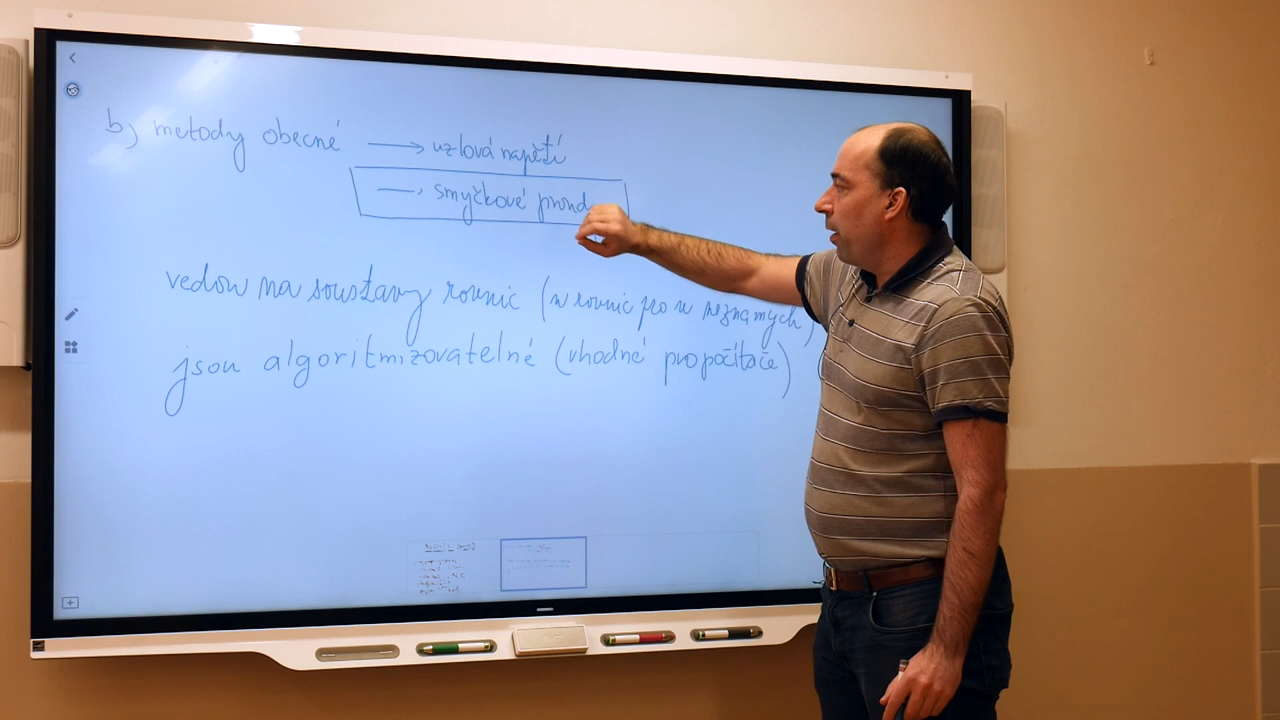 b) metody obecné → uzlová napětí
→ smyčkové proudy
vedou na soustavy rovnic (n rovnic pro n neznámých)
jsou algoritmizovatelné (vhodné pro počítače)